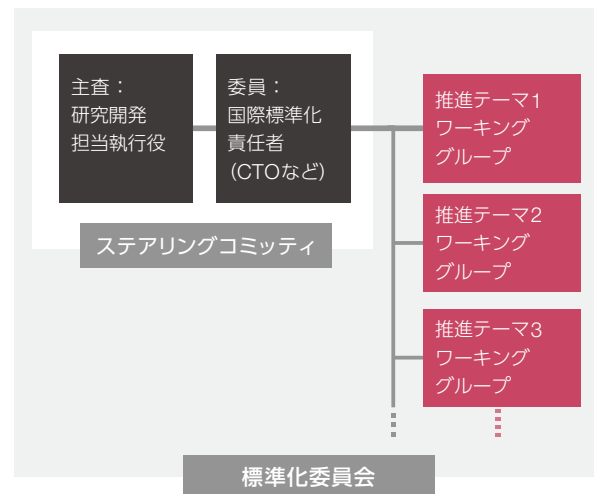 主査：
研究開発
担当執行役
委員：
国際標準化
責任者
（CTOなど）
ステアリングコミッティ
推進テーマ1
ワーキング
グループ
推進テーマ2
ワーキング
グループ
推進テーマ3
ワーキング
グループ
標準化委員会